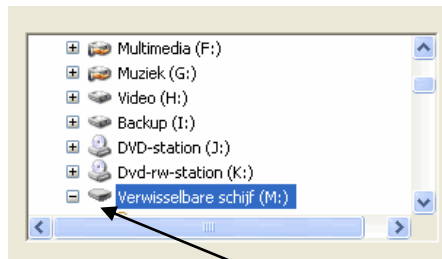 Multimedia (F:)
Muziek (G:)
Video (H:)
Backup (I:)
DVD-station (J:)
Dvd-rw-station (K:)
Verwisselbare schijf (M:)